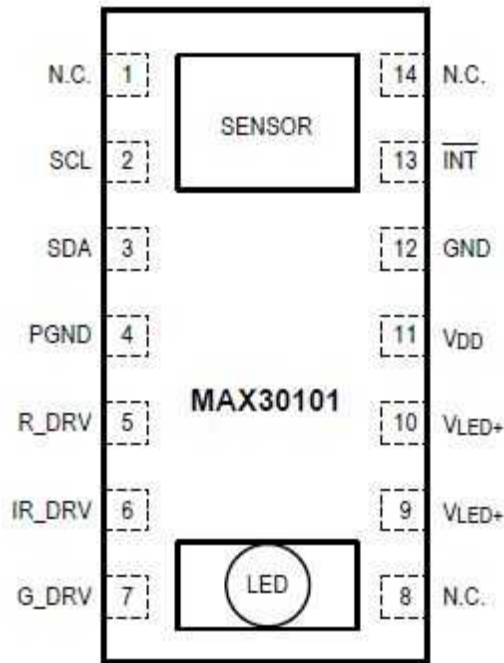 N.C. 1 14 N.C.
SENSOR
SCL 2 13 INT
SDA 3 12 GND
PGND 4 11 VDD
MAX30101
R_DRV 5 10 VLED+
IR_DRV 6 9 VLED+
LED
G_DRV 7 8 N.C.